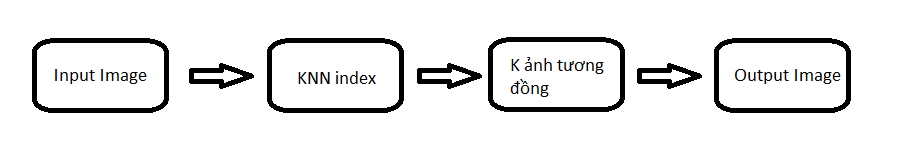 Input Image
KNN index
K ảnh tương
đồng
Output Image